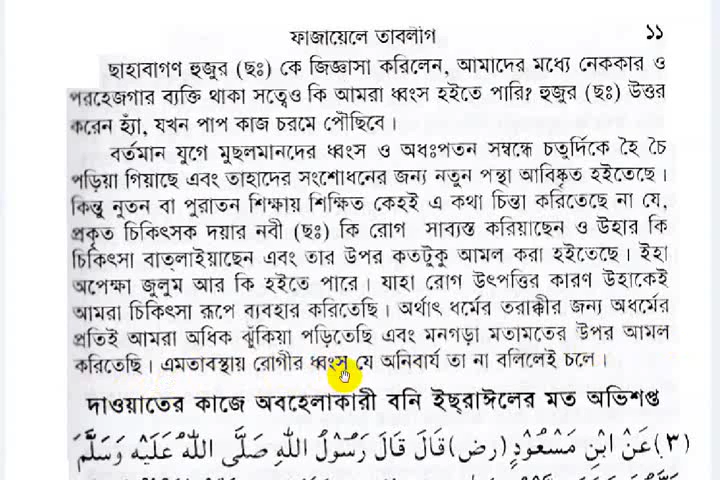 ফাজায়েলে তাবলীগ ১১
ছাহাবাগণ হুজুর (ছঃ) কে জিজ্ঞাসা করিলেন, আমাদের মধ্যে নেককার ও
পরহেজগার ব্যক্তি থাকা সত্বেও কি আমরা ধ্বংস হইতে পারি? হুজুর (ছঃ) উত্তর
করেন হ্যাঁ, যখন পাপ কাজ চরমে পৌছিবে।
বর্তমান যুগে মুছলমানদের ধ্বংস ও অধঃপতন সম্বন্ধে চতুর্দিকে হৈ চৈ
পড়িয়া গিয়াছে এবং তাহাদের সংশোধনের জন্য নতুন পন্থা আবিষ্কৃত হইতেছে।
কিন্তু নুতন বা পুরাতন শিক্ষায় শিক্ষিত কেহই এ কথা চিন্তা করিতেছে না যে,
প্রকৃত চিকিৎসক দয়ার নবী (ছঃ) কি রোগ সাব্যস্ত করিয়াছেন ও উহার কি
চিকিৎসা বাত্‌লাইয়াছেন এবং তার উপর কতটুকু আমল করা হইতেছে। ইহা
অপেক্ষা জুলুম আর কি হইতে পারে। যাহা রোগ উৎপত্তির কারণ উহাকেই
আমরা চিকিৎসা রূপে ব্যবহার করিতেছি। অর্থাৎ ধর্মের তরাক্কীর জন্য অধর্মের
প্রতিই আমরা অধিক ঝুঁকিয়া পড়িতেছি এবং মনগড়া মতামতের উপর আমল
করিতেছি। এমতাবস্থায় রোগীর ধ্বংস যে অনিবার্য তা না বলিলেই চলে।
দাওয়াতের কাজে অবহেলাকারী বনি ইছ্‌রাঈলের মত অভিশপ্ত
(٣) عَنْ ابْنِ مَسْعُوْدٍ (رض) قَالَ قَالَ رَسُوْلُ اللهِ صَلَّى اللهُ عَلَيْهِ وَسَلَّمَ